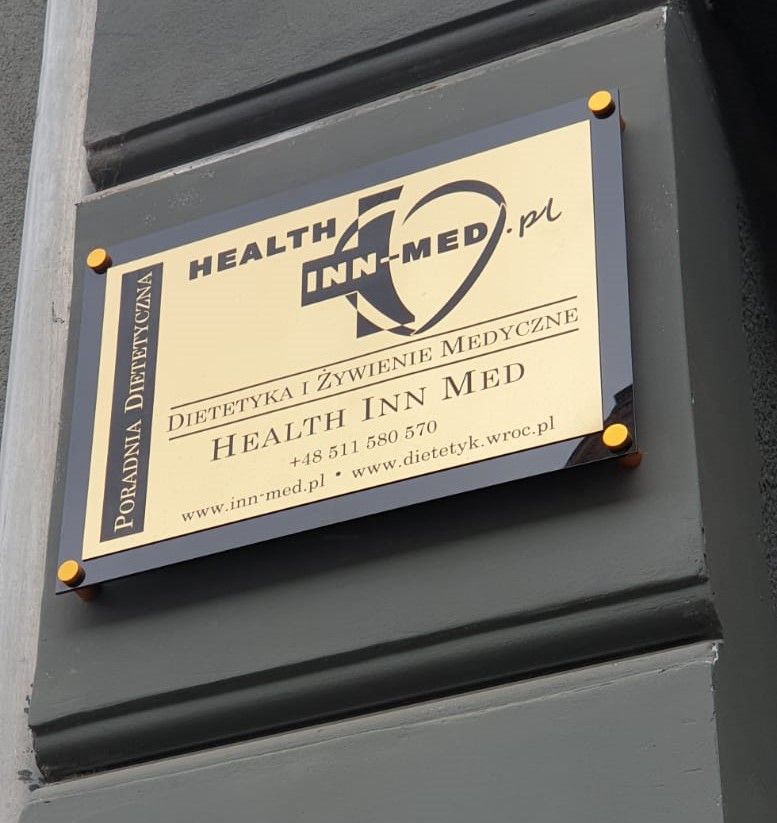 PORADNIA DIETETYCZNA
HEALTH
INN-MED.pl
DIETETYKA I ŻYWIENIE MEDYCZNE
HEALTH INN MED
+48 511 580 570
www.inn-med.pl • www.dietetyk.wroc.pl